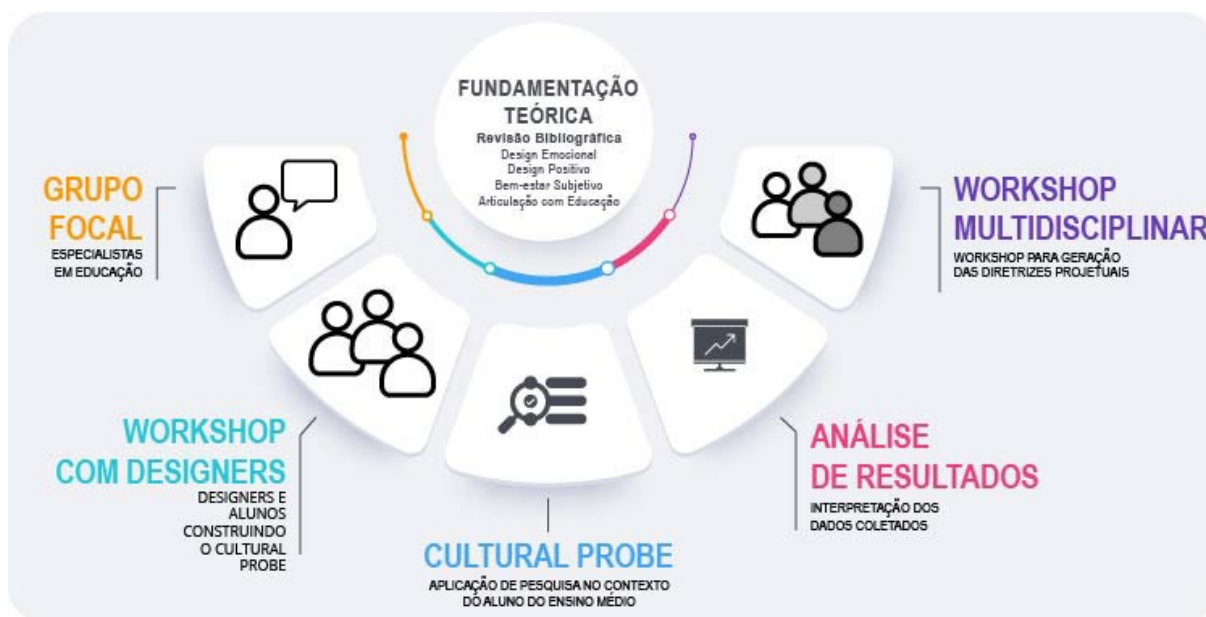 FUNDAMENTAÇÃO
TEÓRICA
Revisão Bibliográfica
Design Emocional
Design Positivo
Bem-estar Subjetivo
Articulação com Educação
GRUPO
FOCAL
ESPECIALISTAS
EM EDUCAÇÃO
WORKSHOP
COM DESIGNERS
DESIGNERS E
ALUNOS
CONSTRUINDO
O CULTURAL
PROBE
CULTURAL PROBE
APLICAÇÃO DE PESQUISA NO CONTEXTO
DO ALUNO DO ENSINO MÉDIO
ANÁLISE
DE RESULTADOS
INTERPRETAÇÃO DOS
DADOS COLETADOS
WORKSHOP
MULTIDISCIPLINAR
WORKSHOP PARA GERAÇÃO
DAS DIRETRIZES PROJETUAIS